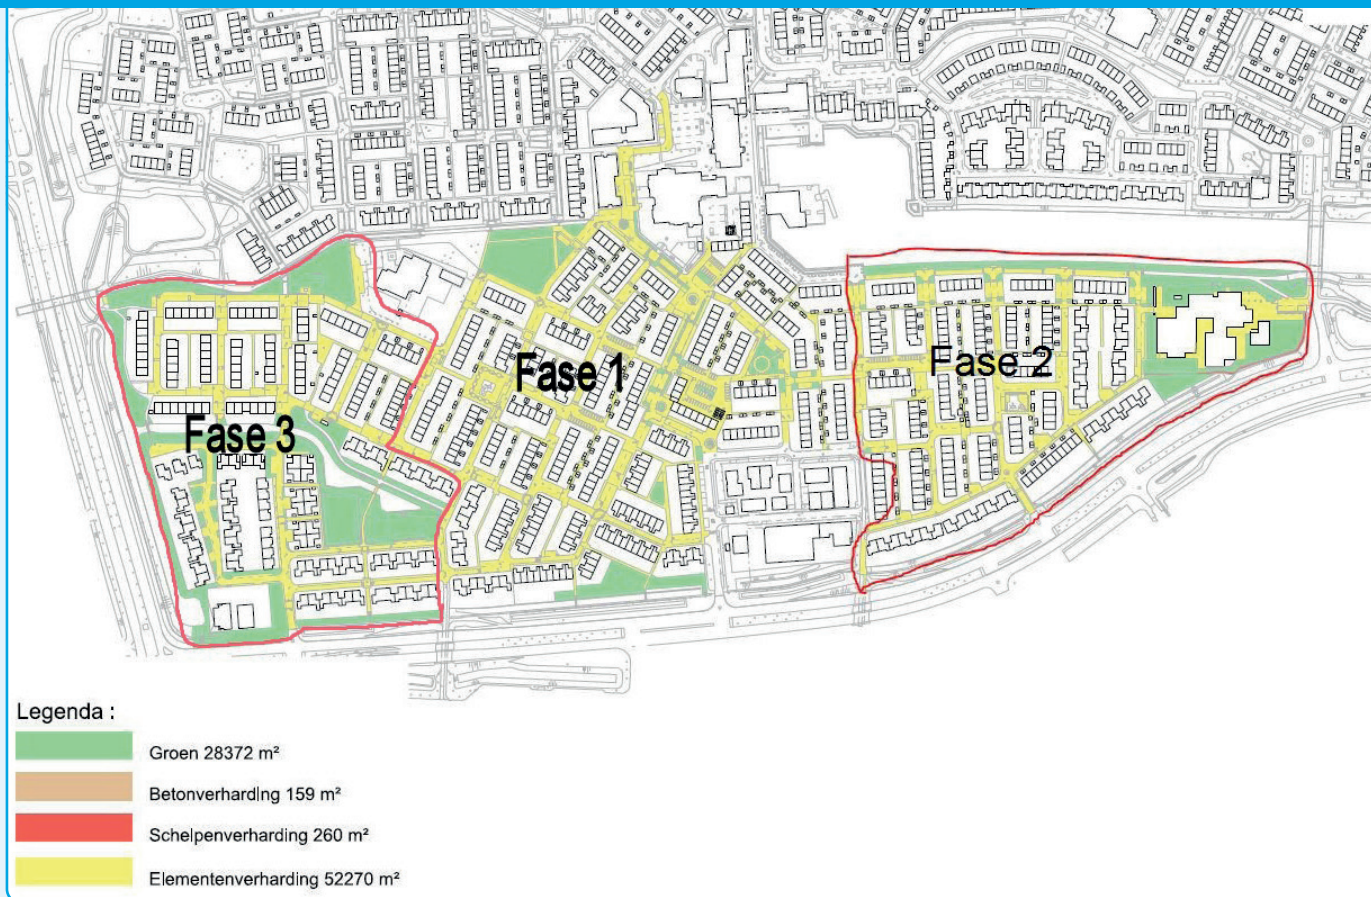 Fase 1
Fase 2
Fase 3
Legenda :
Groen 28372 m²
Betonverharding 159 m²
Schelpenverharding 260 m²
Elementenverharding 52270 m²